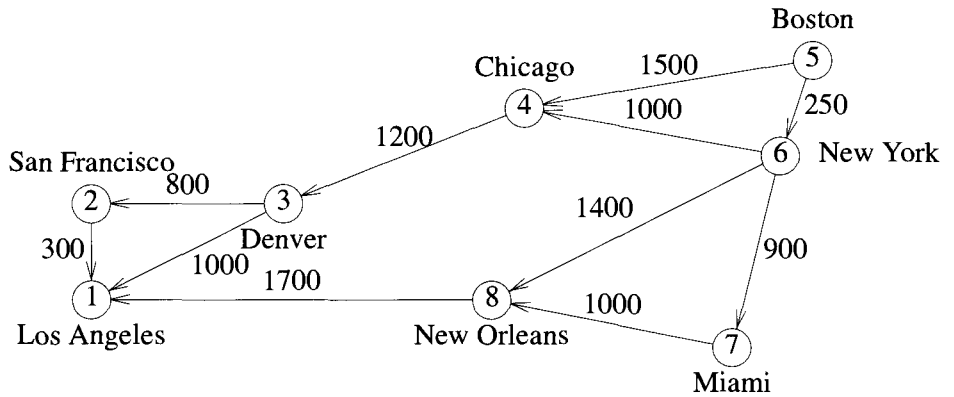 Boston
5
1500
Chicago
4
250
1000
1200
6
New York
San Francisco
800
2
3
1400
Denver
300
1000
900
1700
1
8
1000
Los Angeles
New Orleans
7
Miami